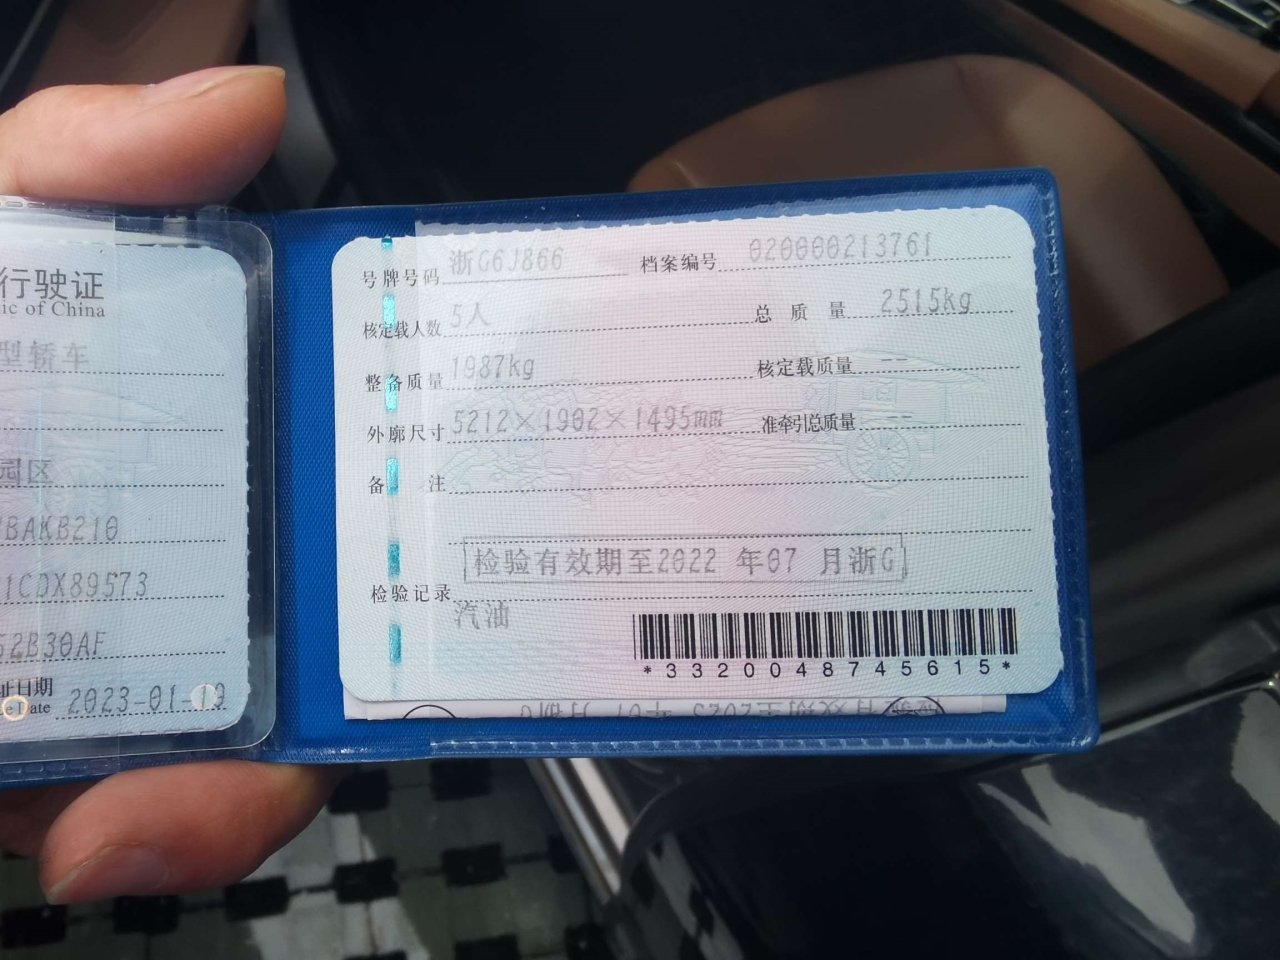 行驶证
ic of China
型轿车
园区
BAKB210
1CDX89573
52B30AF
证日期
e Date 2023-01-13
号牌号码 浙G6J866 档案编号 020000213761
核定载人数 5人 总质量 2515kg
整备质量 1987kg 核定载质量 --
外廓尺寸 5212×1902×1495mm 准牵引总质量 --
备注
检验有效期至2022 年07 月浙G
检验记录
汽油
*3320048745615*